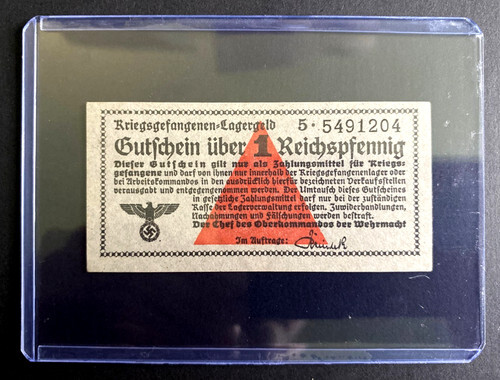 Kriegsgefangenen-Lagergeld 5·5491204
Gutschein über 1 Reichspfennig
Dieser Gutschein gilt nur als Zahlungsmittel für Kriegs-
gefangene und darf von ihnen nur innerhalb der Kriegsgefangenenlager oder
bei Arbeitskommandos in den ausdrücklich hierfür bezeichneten Verkaufsstellen
verausgabt und entgegengenommen werden. Der Umtausch dieses Gutscheines
in gesetzliche Zahlungsmittel darf nur bei der zuständigen
Kasse der Lagerverwaltung erfolgen. Zuwiderhandlungen,
Nachahmungen und Fälschungen werden bestraft.
Der Chef des Oberkommandos der Wehrmacht
Im Auftrage: